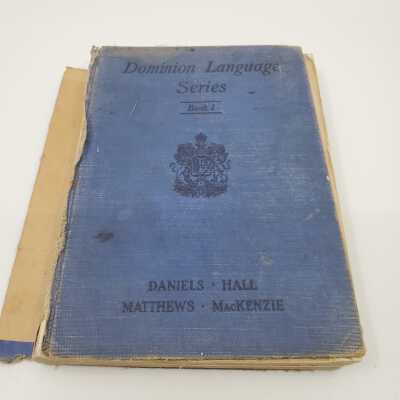 Dominion Language
Series
Book I
DANIELS · HALL
MATTHEWS · MacKENZIE